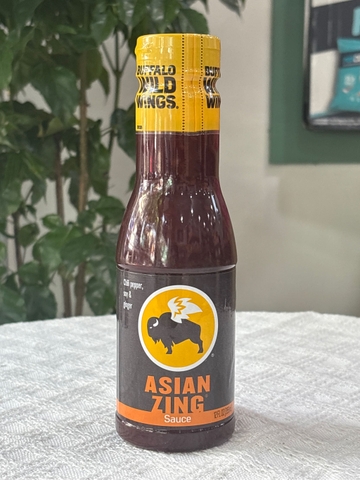 BUFFALO
WILD
WINGS.
Chili pepper,
soy &
ginger
ASIAN
ZING
Sauce